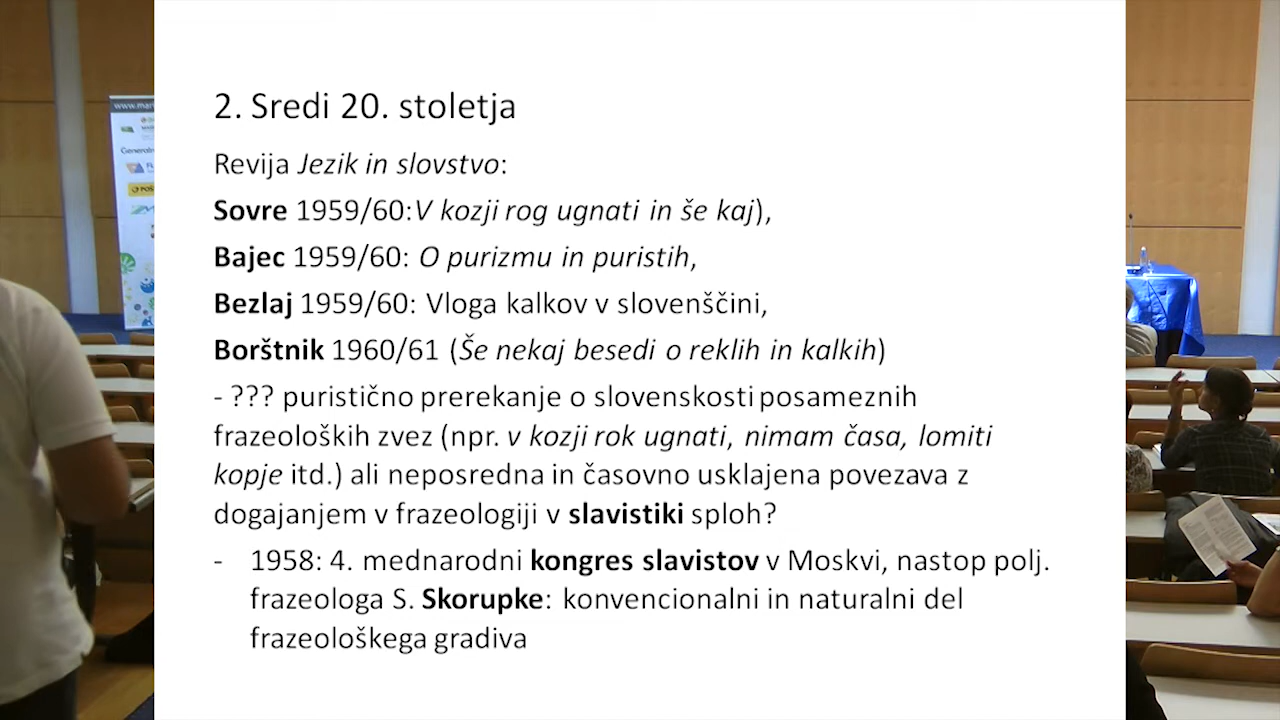 2. Sredi 20. stoletja
Revija Jezik in slovstvo:
Sovre 1959/60:V kozji rog ugnati in še kaj),
Bajec 1959/60: O purizmu in puristih,
Bezlaj 1959/60: Vloga kalkov v slovenščini,
Borštnik 1960/61 (Še nekaj besedi o reklih in kalkih)
- ??? puristično prerekanje o slovenskosti posameznih
frazeoloških zvez (npr. v kozji rok ugnati, nimam časa, lomiti
kopje itd.) ali neposredna in časovno usklajena povezava z
dogajanjem v frazeologiji v slavistiki sploh?
- 1958: 4. mednarodni kongres slavistov v Moskvi, nastop polj.
frazeologa S. Skorupke: konvencionalni in naturalni del
frazeološkega gradiva